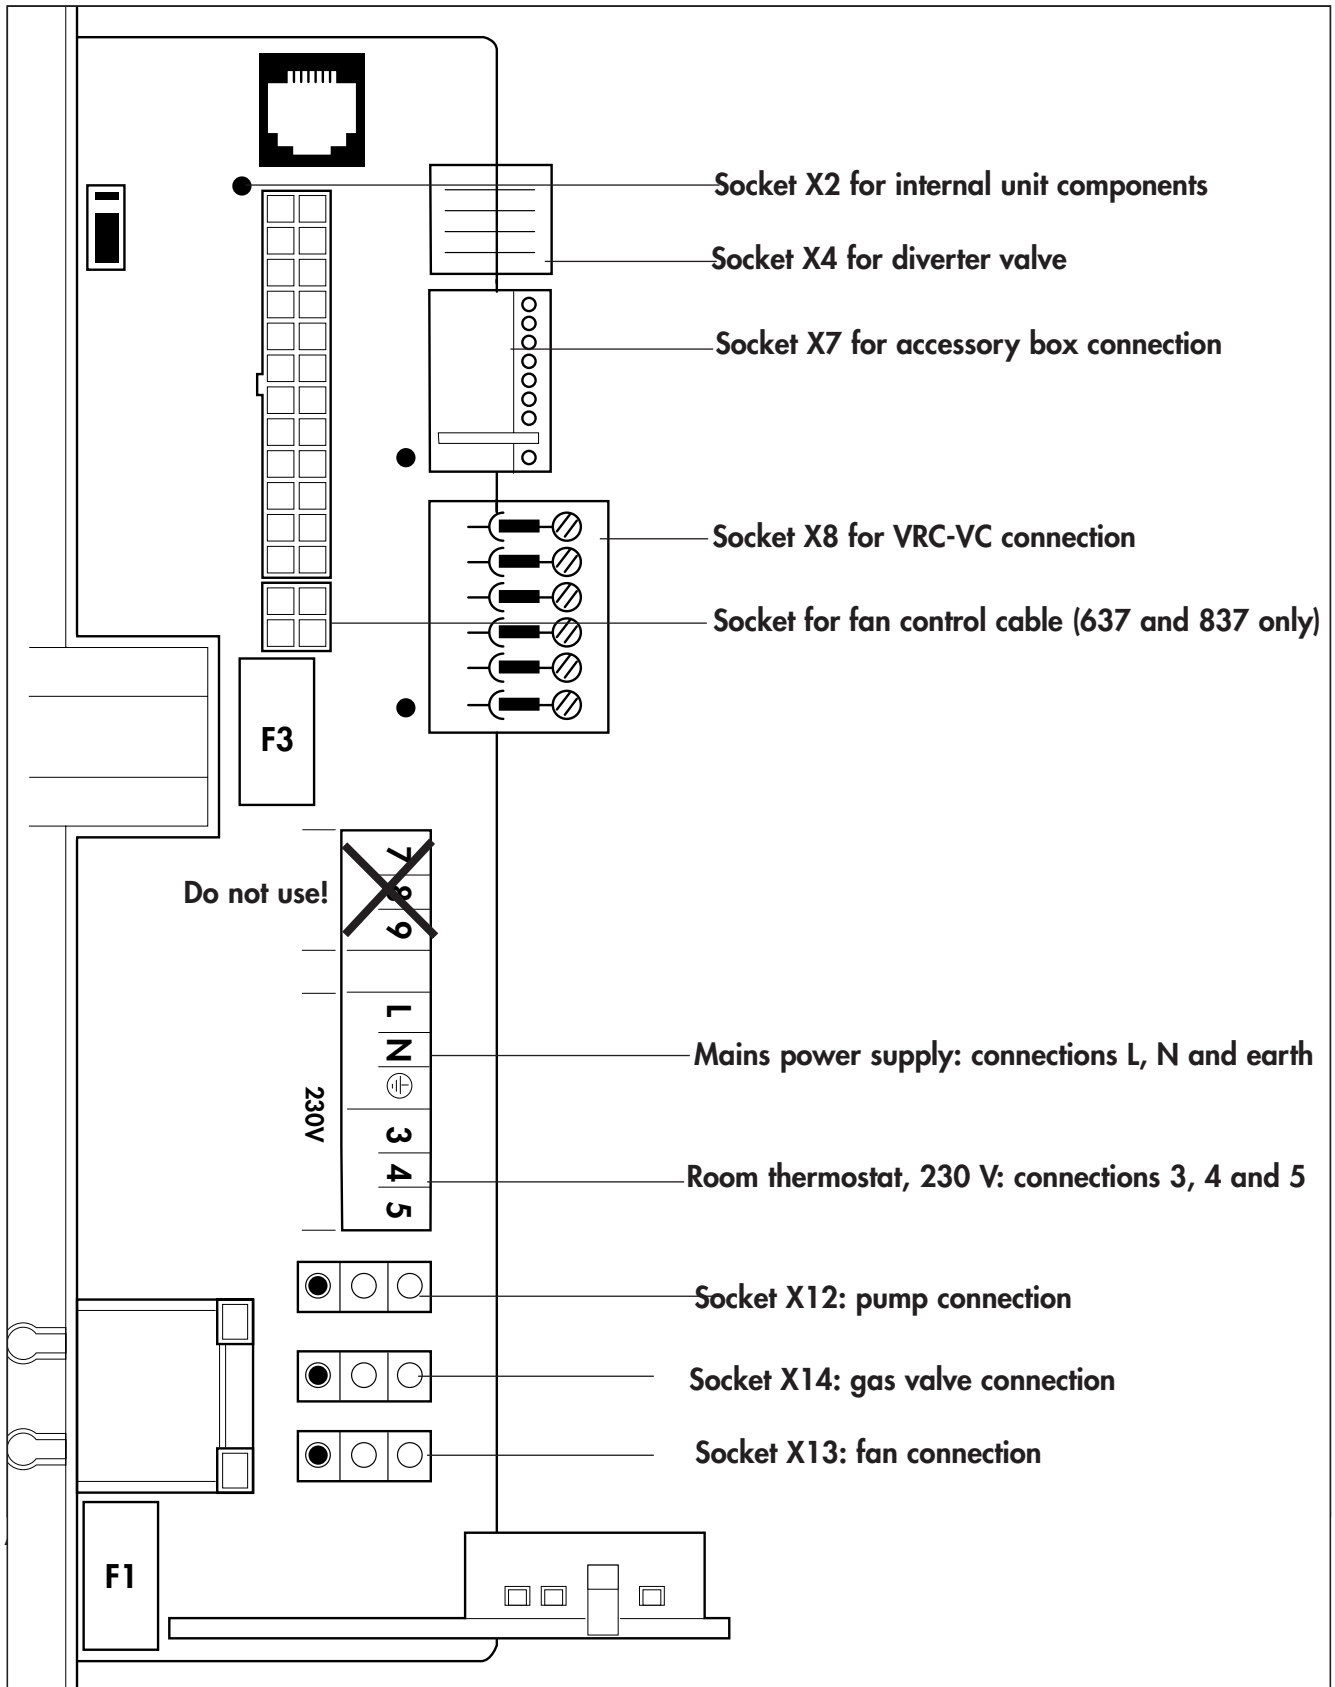 Socket X2 for internal unit components
Socket X4 for diverter valve
Socket X7 for accessory box connection
Socket X8 for VRC-VC connection
Socket for fan control cable (637 and 837 only)
F3
7
Do not use!
8
9
L
N
Mains power supply: connections L, N and earth
230V
3
4
Room thermostat, 230 V: connections 3, 4 and 5
5
Socket X12: pump connection
Socket X14: gas valve connection
Socket X13: fan connection
F1